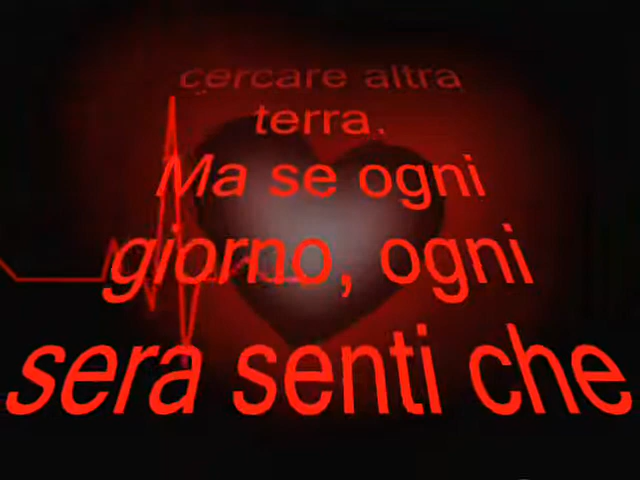 cercare altra
terra.
Ma se ogni
giorno, ogni
sera senti che